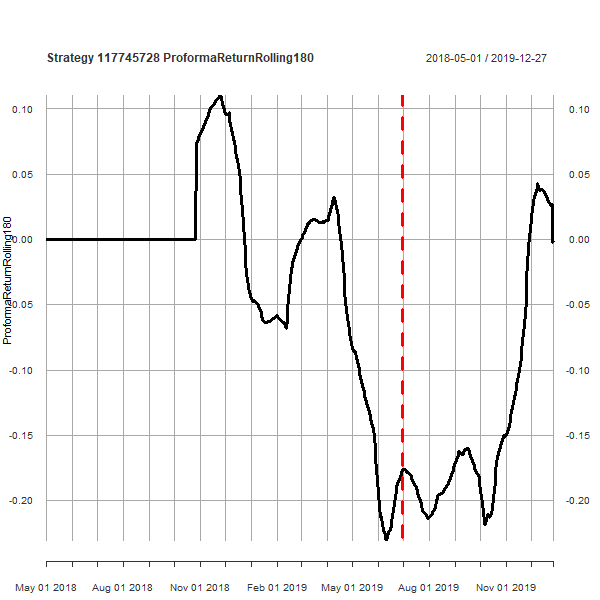 Strategy 117745728 ProformaReturnRolling180
2018-05-01 / 2019-12-27
ProformaReturnRolling180
0.10
0.05
0.00
-0.05
-0.10
-0.15
-0.20
0.10
0.05
0.00
-0.05
-0.10
-0.15
-0.20
May 01 2018
Aug 01 2018
Nov 01 2018
Feb 01 2019
May 01 2019
Aug 01 2019
Nov 01 2019